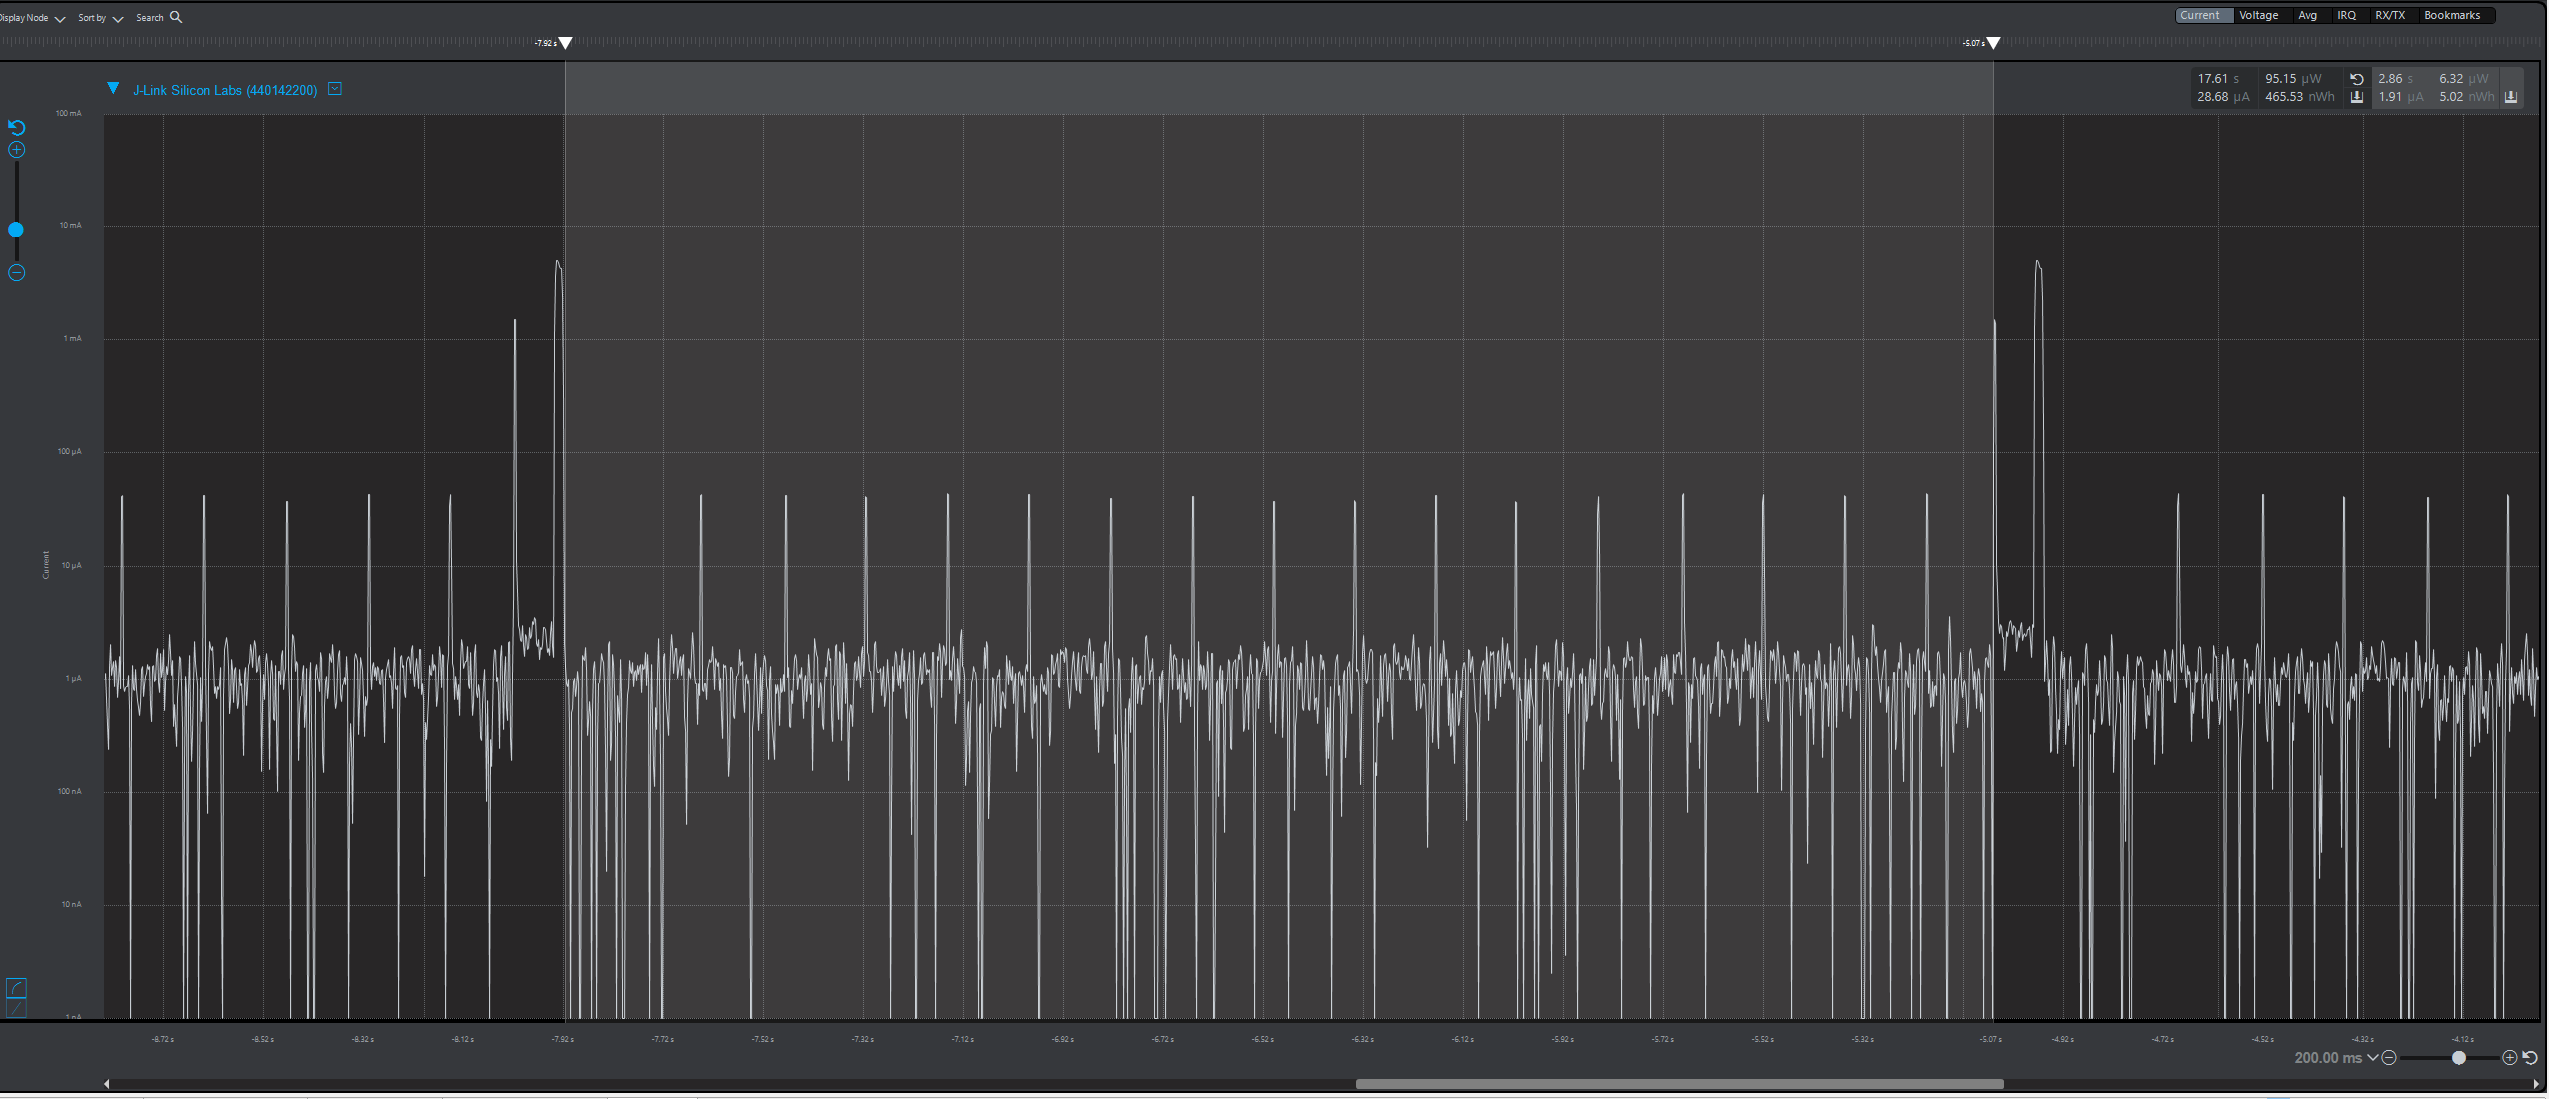 Display Node Sort by Search Current Voltage Avg IRQ RX/TX Bookmarks
-7.92 s -5.07 s
J-Link Silicon Labs (440142200)
17.61 s 95.15 µW 2.86 s 6.32 µW
28.68 µA 465.53 nWh 1.91 µA 5.02 nWh
100 mA
10 mA
1 mA
100 µA
Current
10 µA
1 µA
100 nA
10 nA
1 nA
-8.72 s -8.52 s -8.32 s -8.12 s -7.92 s -7.72 s -7.52 s -7.32 s -7.12 s -6.92 s -6.72 s -6.52 s -6.32 s -6.12 s -5.92 s -5.72 s -5.52 s -5.32 s -5.07 s -4.92 s -4.72 s -4.52 s -4.32 s -4.12 s
200.00 ms